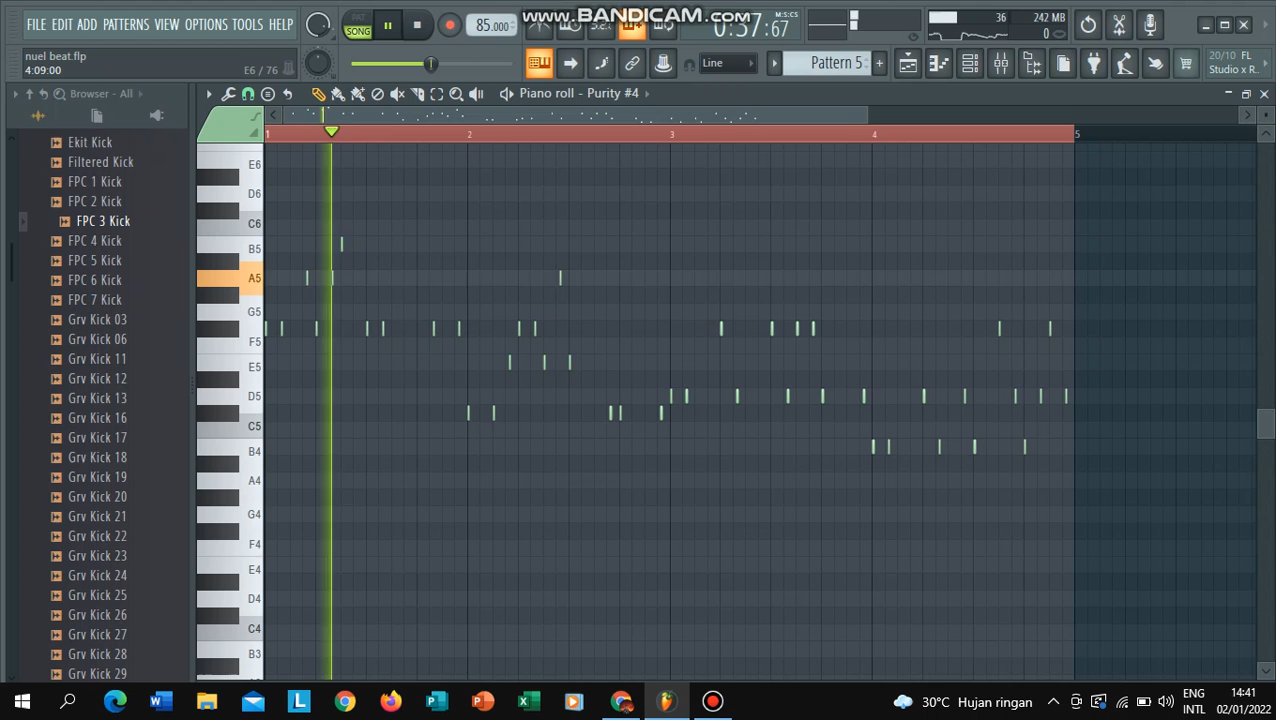 www.BANDICAM.com
FILE EDIT ADD PATTERNS VIEW OPTIONS TOOLS HELP
PAT
SONG
85.000
0:37:67
M:S:CS
36
242 MB
0
nuel beat.flp
4:09:00
E6 / 76
Line
Pattern 5
20/10 FL
Studio x R...
Browser - All
Piano roll - Purity #4
1
2
3
4
5
Ekit Kick
Filtered Kick
FPC 1 Kick
FPC 2 Kick
FPC 3 Kick
FPC 4 Kick
FPC 5 Kick
FPC 6 Kick
FPC 7 Kick
Grv Kick 03
Grv Kick 06
Grv Kick 11
Grv Kick 12
Grv Kick 13
Grv Kick 16
Grv Kick 17
Grv Kick 18
Grv Kick 19
Grv Kick 20
Grv Kick 21
Grv Kick 22
Grv Kick 23
Grv Kick 24
Grv Kick 25
Grv Kick 26
Grv Kick 27
Grv Kick 28
Grv Kick 29
E6
D6
C6
B5
A5
G5
F5
E5
D5
C5
B4
A4
G4
F4
E4
D4
C4
B3
30°C Hujan ringan
ENG
INTL
14:41
02/01/2022